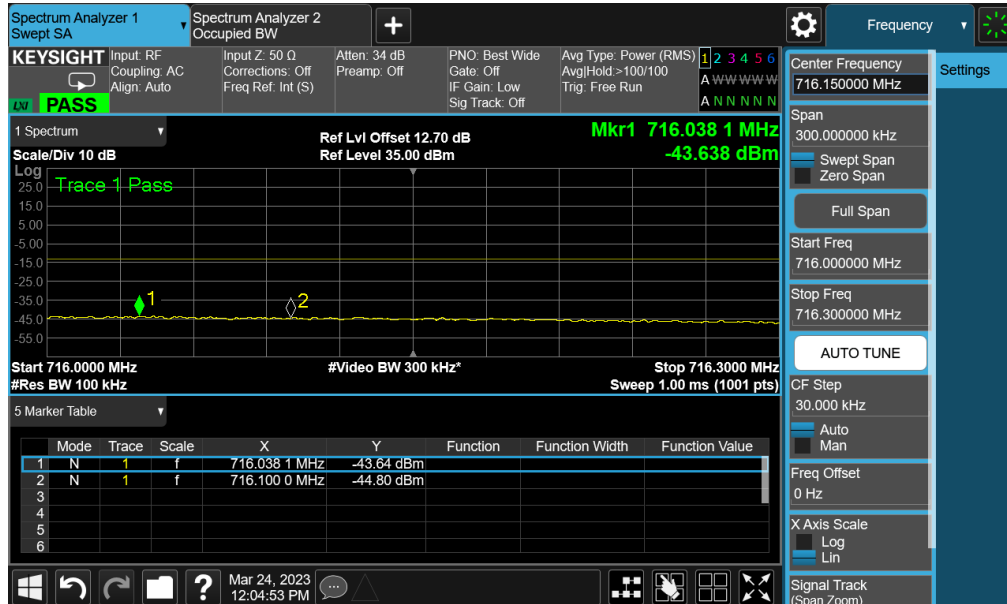 Spectrum Analyzer 1
Swept SA
Spectrum Analyzer 2
Occupied BW
Frequency
KEYSIGHT
LXI
PASS
Input: RF
Coupling: AC
Align: Auto
Input Z: 50 Ω
Corrections: Off
Freq Ref: Int (S)
Atten: 34 dB
Preamp: Off
PNO: Best Wide
Gate: Off
IF Gain: Low
Sig Track: Off
Avg Type: Power (RMS)
Avg|Hold:>100/100
Trig: Free Run
1 2 3 4 5 6
A W W W W W
A N N N N N
1 Spectrum
Scale/Div 10 dB
Ref Lvl Offset 12.70 dB
Ref Level 35.00 dBm
Mkr1 716.038 1 MHz
-43.638 dBm
Log
Trace 1 Pass
25.0
15.0
5.00
-5.00
-15.0
-25.0
-35.0
-45.0
-55.0
1
2
Start 716.0000 MHz
#Video BW 300 kHz*
Stop 716.3000 MHz
#Res BW 100 kHz
Sweep 1.00 ms (1001 pts)
5 Marker Table
Mode Trace Scale X Y Function Function Width Function Value
1 N 1 f 716.038 1 MHz -43.64 dBm
2 N 1 f 716.100 0 MHz -44.80 dBm
3
4
5
6
?
Mar 24, 2023
12:04:53 PM
Center Frequency
716.150000 MHz
Span
300.000000 kHz
Swept Span
Zero Span
Full Span
Start Freq
716.000000 MHz
Stop Freq
716.300000 MHz
AUTO TUNE
CF Step
30.000 kHz
Auto
Man
Freq Offset
0 Hz
X Axis Scale
Log
Lin
Signal Track
(Span Zoom)
Settings